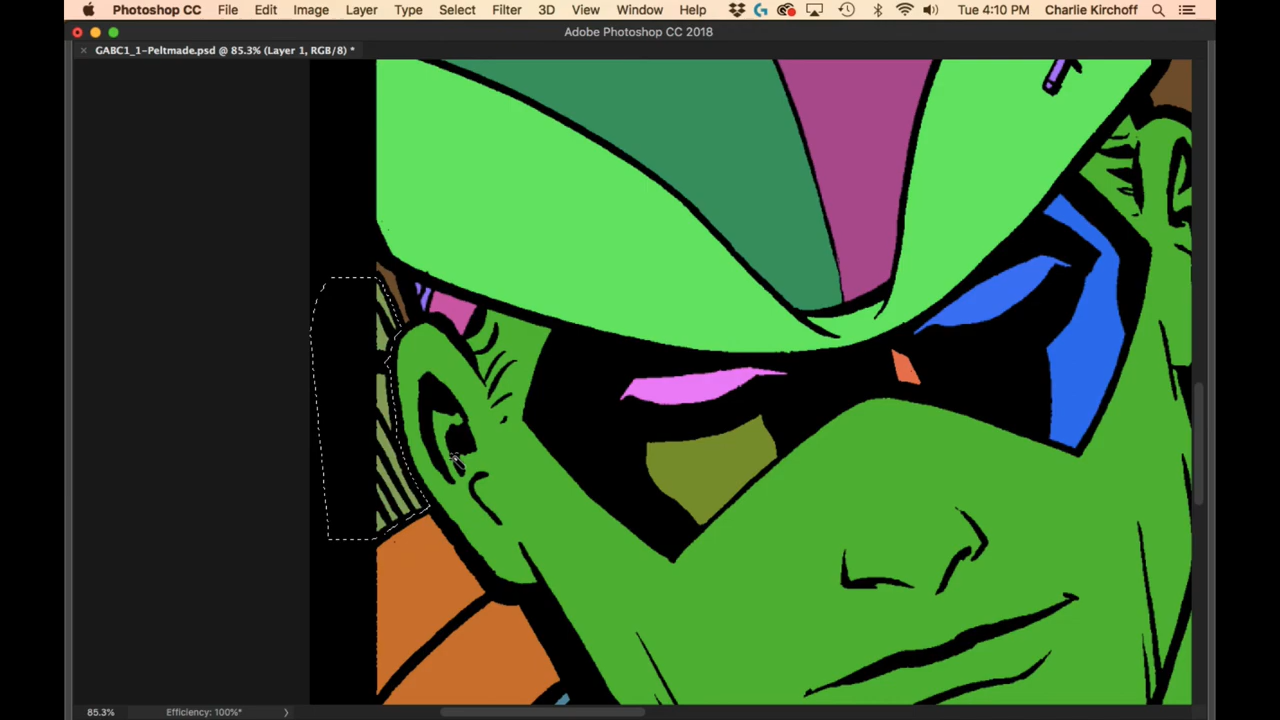 Photoshop CC File Edit Image Layer Type Select Filter 3D View Window Help Tue 4:10 PM Charlie Kirchoff
Adobe Photoshop CC 2018
× GABC1_1-Peltmade.psd @ 85.3% (Layer 1, RGB/8) *
85.3% Efficiency: 100%*